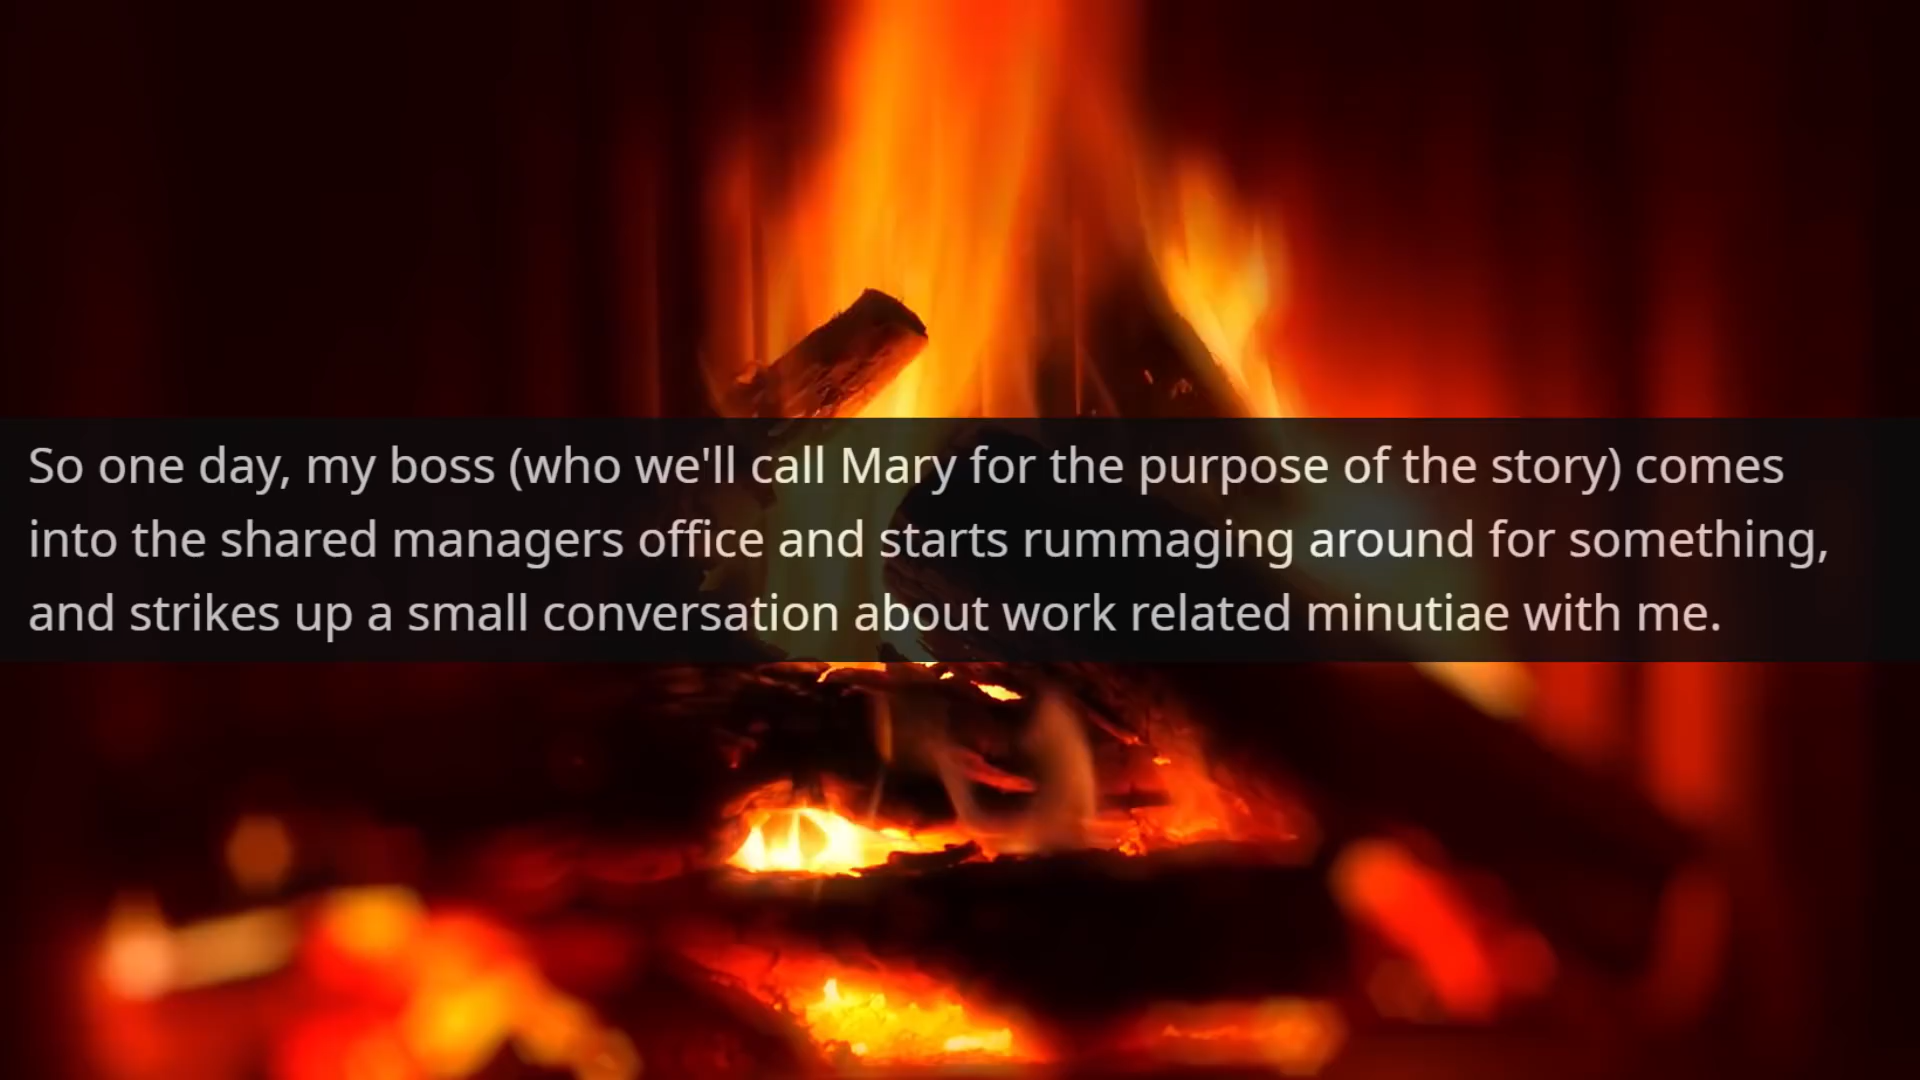 So one day, my boss (who we'll call Mary for the purpose of the story) comes
into the shared managers office and starts rummaging around for something,
and strikes up a small conversation about work related minutiae with me.